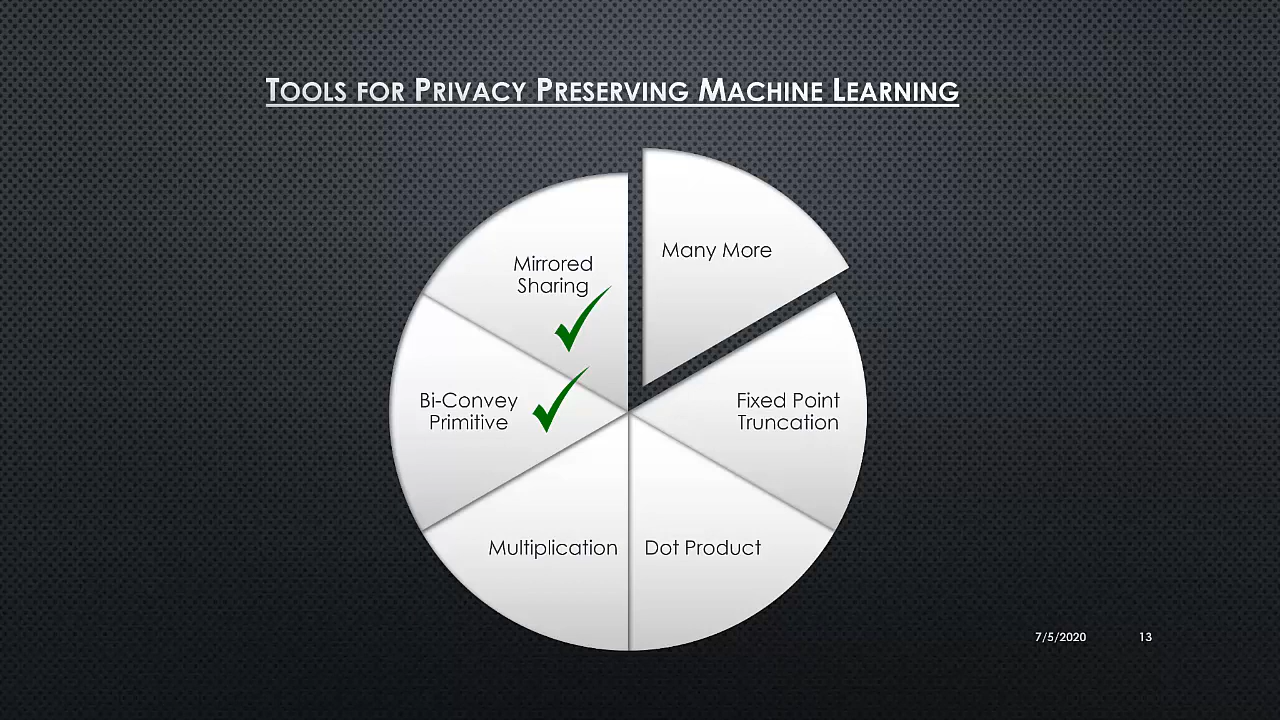 Tools for Privacy Preserving Machine Learning
Many More
Mirrored
Sharing
Bi-Convey
Primitive
Fixed Point
Truncation
Multiplication
Dot Product
7/5/2020
13